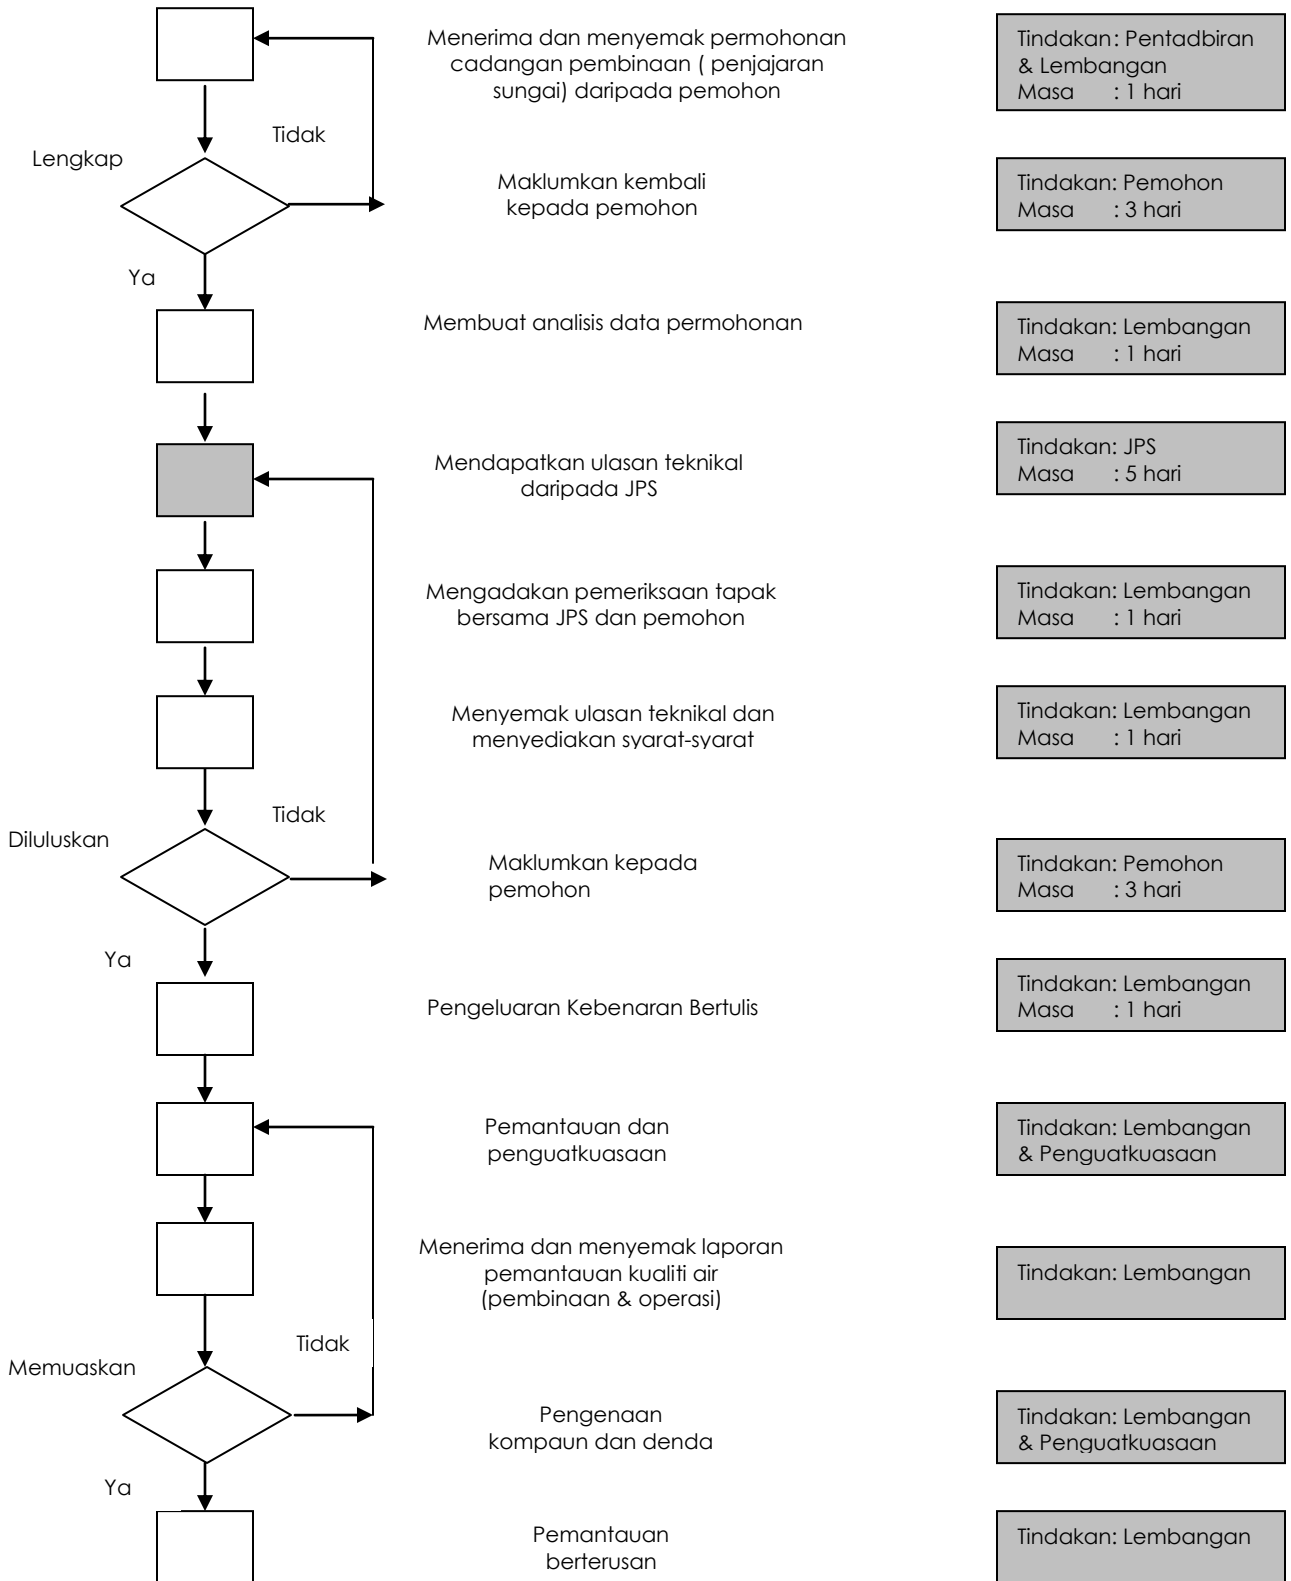 Menerima dan menyemak permohonan
cadangan pembinaan ( penjajaran
sungai) daripada pemohon
Tindakan: Pentadbiran
& Lembangan
Masa : 1 hari
Tidak
Lengkap
Maklumkan kembali
kepada pemohon
Tindakan: Pemohon
Masa : 3 hari
Ya
Membuat analisis data permohonan
Tindakan: Lembangan
Masa : 1 hari
Mendapatkan ulasan teknikal
daripada JPS
Tindakan: JPS
Masa : 5 hari
Mengadakan pemeriksaan tapak
bersama JPS dan pemohon
Tindakan: Lembangan
Masa : 1 hari
Menyemak ulasan teknikal dan
menyediakan syarat-syarat
Tindakan: Lembangan
Masa : 1 hari
Tidak
Diluluskan
Maklumkan kepada
pemohon
Tindakan: Pemohon
Masa : 3 hari
Ya
Pengeluaran Kebenaran Bertulis
Tindakan: Lembangan
Masa : 1 hari
Pemantauan dan
penguatkuasaan
Tindakan: Lembangan
& Penguatkuasaan
Menerima dan menyemak laporan
pemantauan kualiti air
(pembinaan & operasi)
Tindakan: Lembangan
Tidak
Memuaskan
Pengenaan
kompaun dan denda
Tindakan: Lembangan
& Penguatkuasaan
Ya
Pemantauan
berterusan
Tindakan: Lembangan